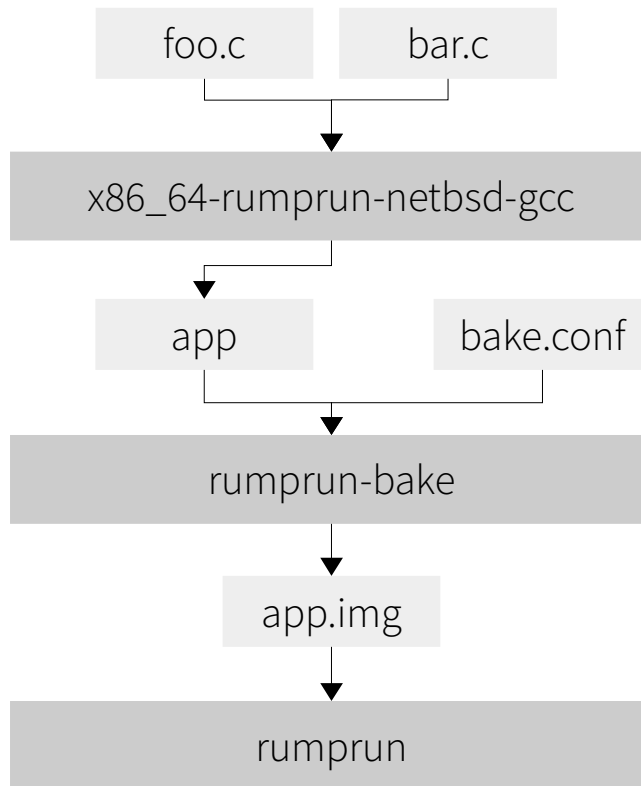 foo.c
bar.c
x86_64-rumprun-netbsd-gcc
app
bake.conf
rumprun-bake
app.img
rumprun